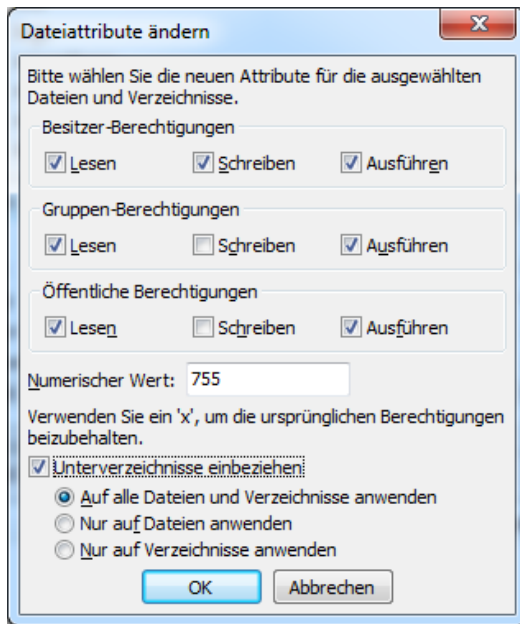 Dateiattribute ändern
Bitte wählen Sie die neuen Attribute für die ausgewählten
Dateien und Verzeichnisse.
Besitzer-Berechtigungen
Lesen Schreiben Ausführen
Gruppen-Berechtigungen
Lesen Schreiben Ausführen
Öffentliche Berechtigungen
Lesen Schreiben Ausführen
Numerischer Wert: 755
Verwenden Sie ein 'x', um die ursprünglichen Berechtigungen
beizubehalten.
Unterverzeichnisse einbeziehen
Auf alle Dateien und Verzeichnisse anwenden
Nur auf Dateien anwenden
Nur auf Verzeichnisse anwenden
OK Abbrechen